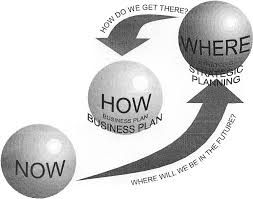 HOW DO WE GET THERE?
WHERE
STRATEGIC
PLANNING
HOW
BUSINESS PLAN
BUSINESS PLAN
NOW
WHERE WILL WE BE IN THE FUTURE?